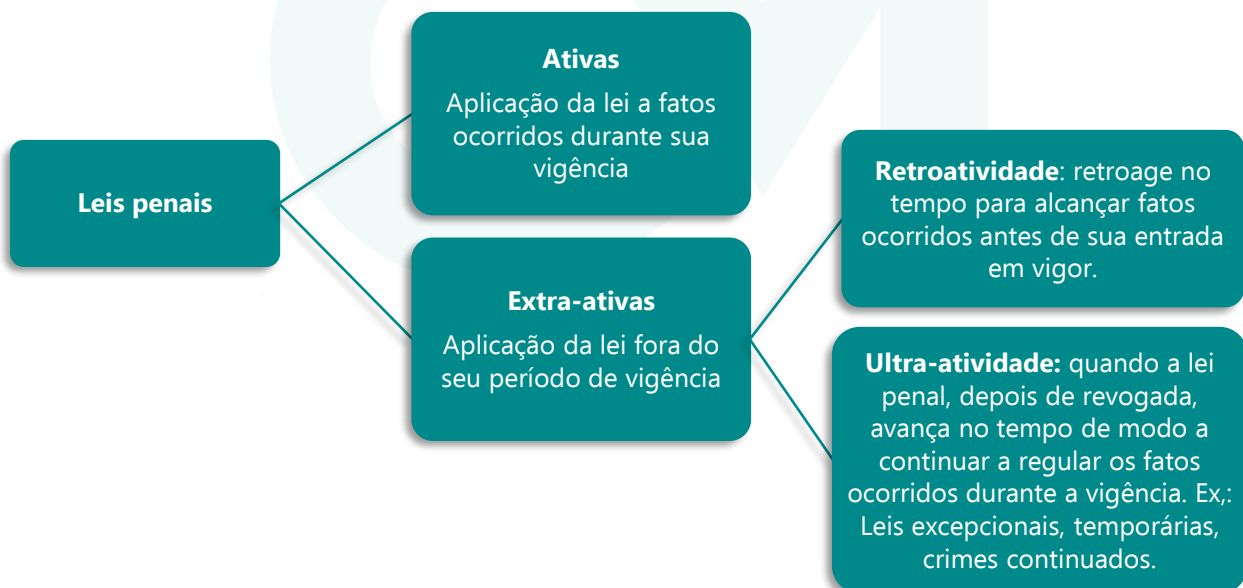 Leis penais
Ativas
Aplicação da lei a fatos
ocorridos durante sua
vigência
Extra-ativas
Aplicação da lei fora do
seu período de vigência
Retroatividade: retroage no
tempo para alcançar fatos
ocorridos antes de sua entrada
em vigor.
Ultra-atividade: quando a lei
penal, depois de revogada,
avança no tempo de modo a
continuar a regular os fatos
ocorridos durante a vigência. Ex,:
Leis excepcionais, temporárias,
crimes continuados.